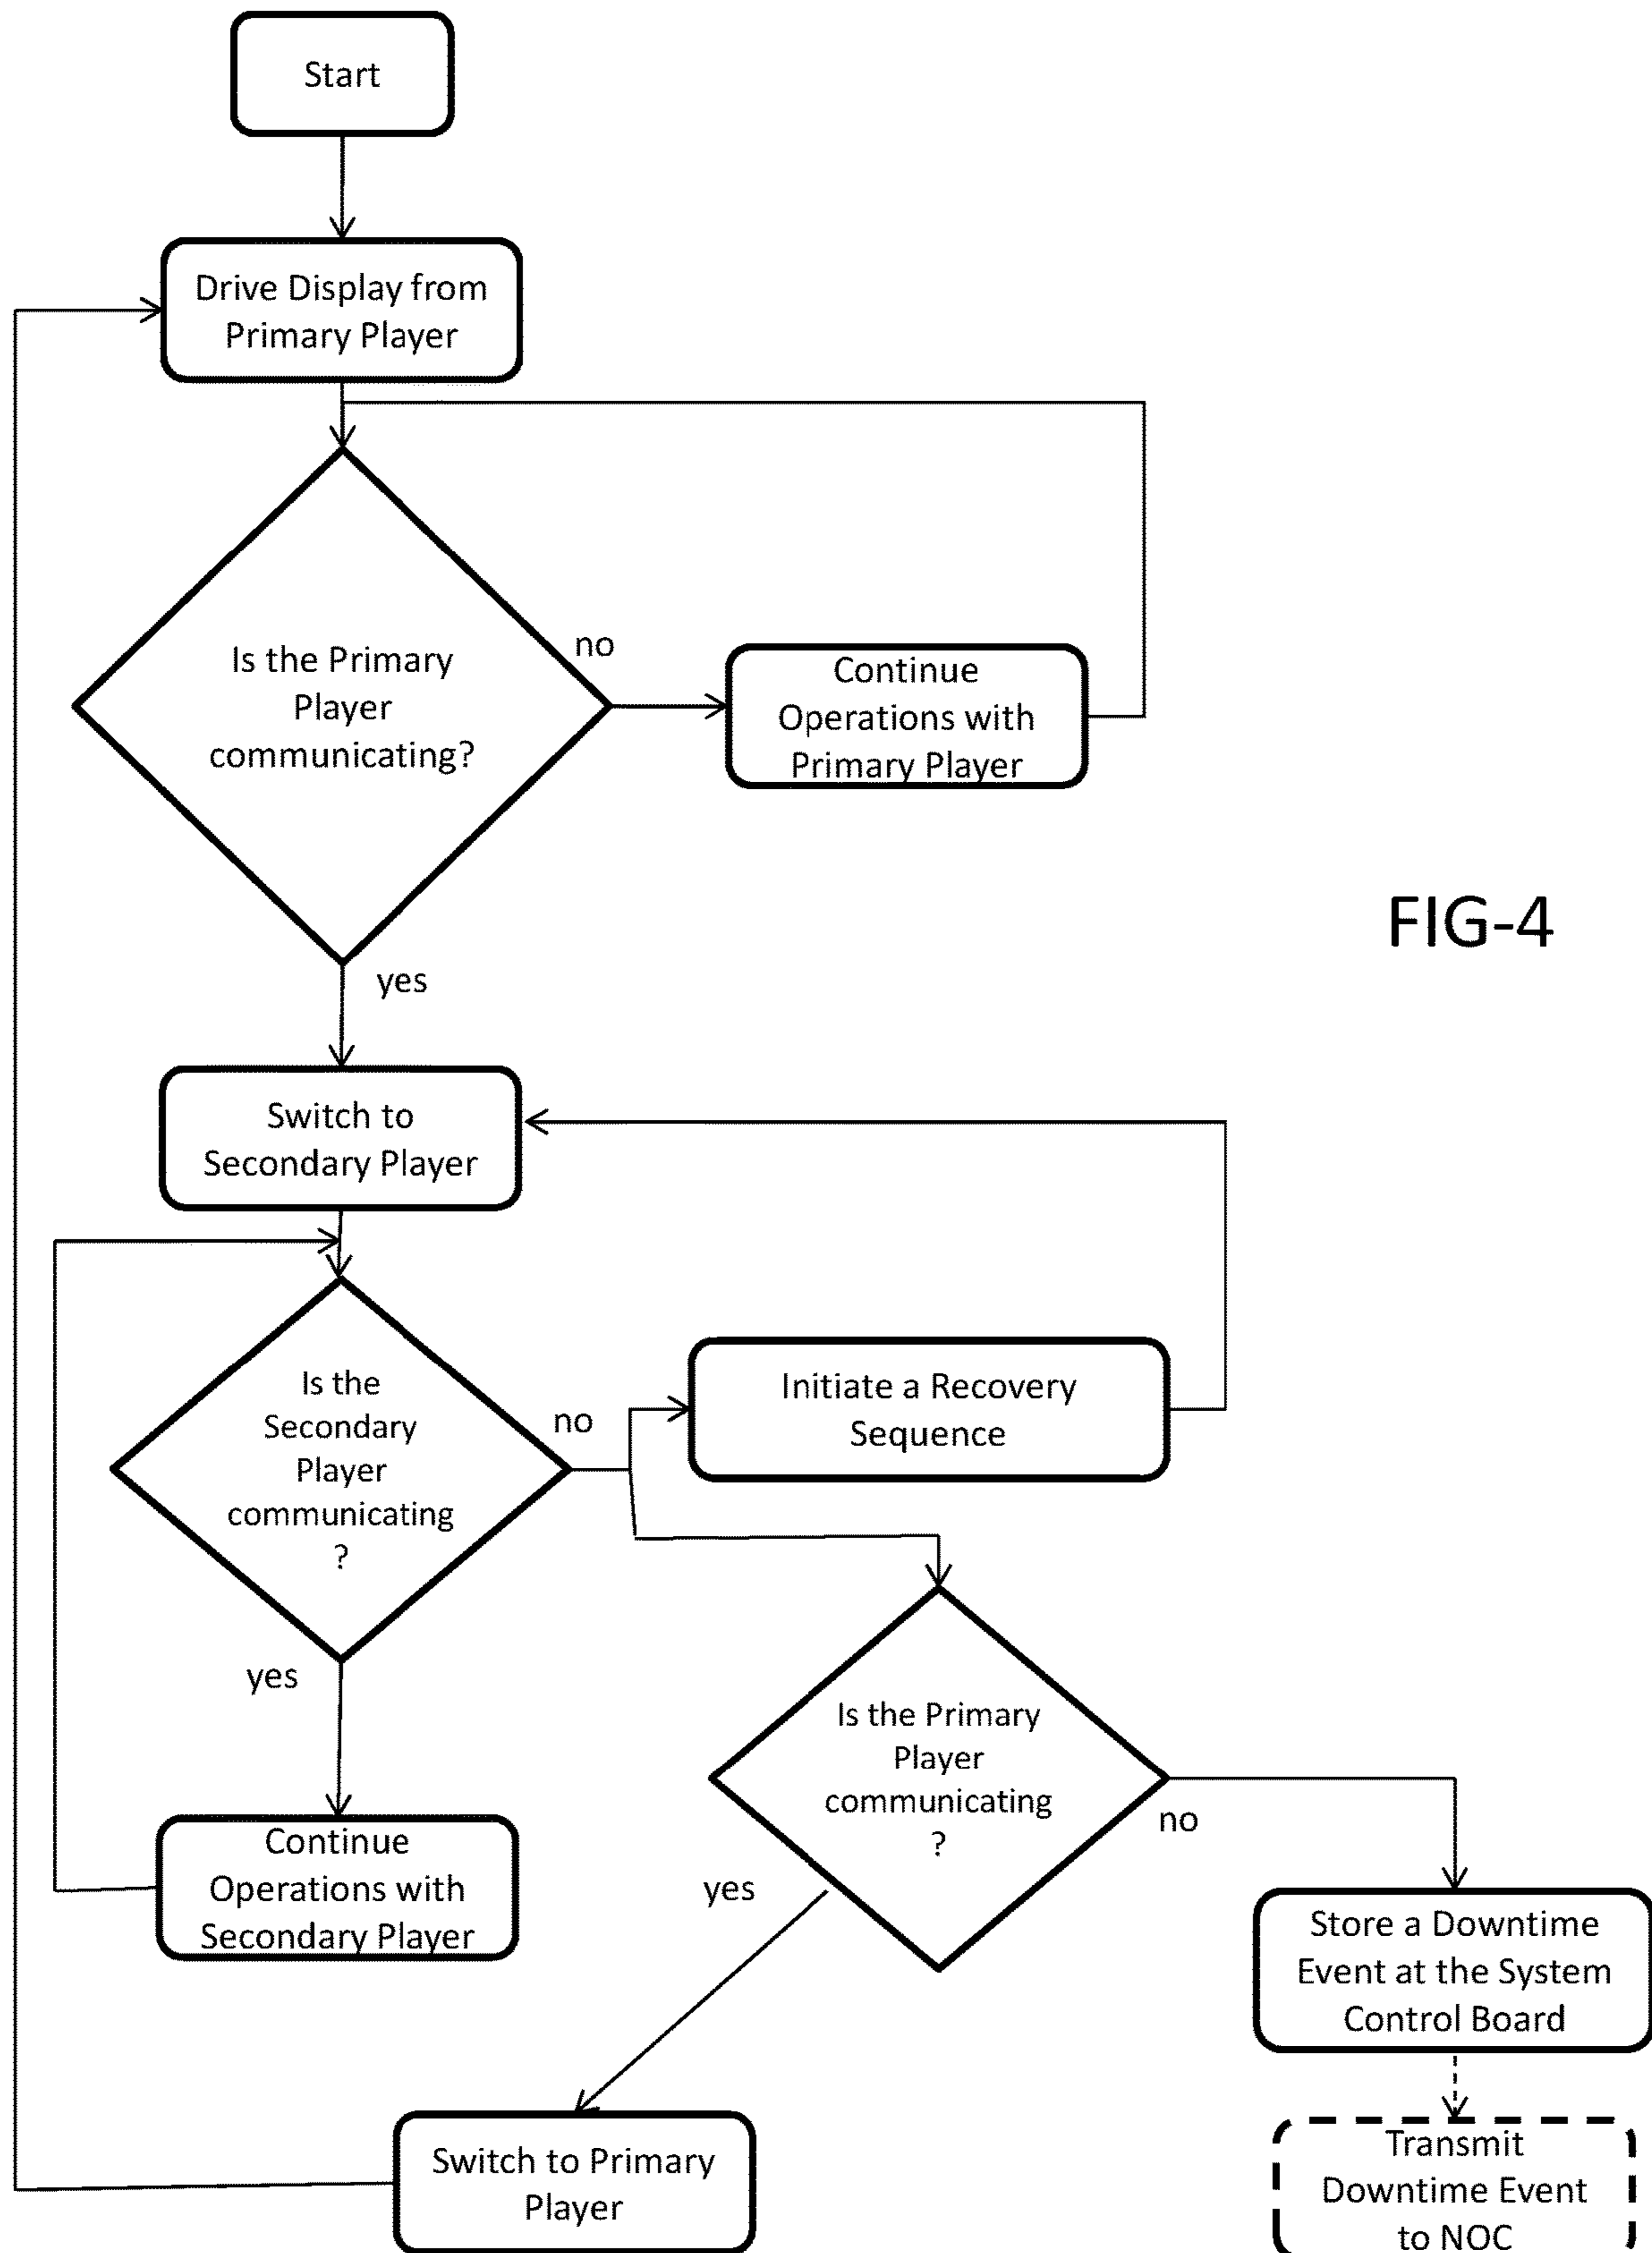 Start
Drive Display from
Primary Player
Is the Primary
Player
communicating?
no
Continue
Operations with
Primary Player
FIG-4
yes
Switch to
Secondary Player
Is the
Secondary
Player
communicating
?
no
Initiate a Recovery
Sequence
yes
Is the Primary
Player
communicating
?
no
yes
Continue
Operations with
Secondary Player
Store a Downtime
Event at the System
Control Board
Switch to Primary
Player
Transmit
Downtime Event
to NOC